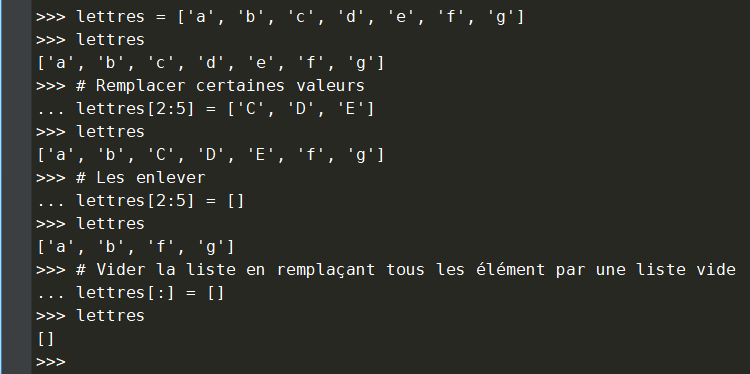 >>> lettres = ['a', 'b', 'c', 'd', 'e', 'f', 'g']
>>> lettres
['a', 'b', 'c', 'd', 'e', 'f', 'g']
>>> # Remplacer certaines valeurs
... lettres[2:5] = ['C', 'D', 'E']
>>> lettres
['a', 'b', 'C', 'D', 'E', 'f', 'g']
>>> # Les enlever
... lettres[2:5] = []
>>> lettres
['a', 'b', 'f', 'g']
>>> # Vider la liste en remplaçant tous les élément par une liste vide
... lettres[:] = []
>>> lettres
[]
>>>